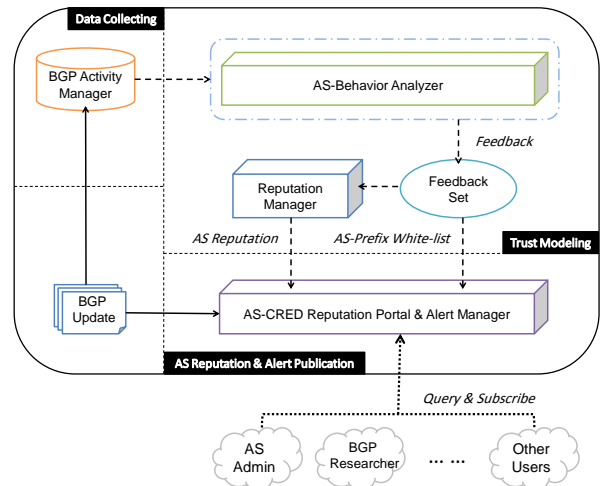 Data Collecting
BGP Activity
Manager
AS-Behavior Analyzer
Feedback
Reputation
Manager
Feedback
Set
AS Reputation
AS-Prefix White-list
Trust Modeling
BGP
Update
AS-CRED Reputation Portal & Alert Manager
AS Reputation & Alert Publication
Query & Subscribe
AS
Admin
BGP
Researcher
... ...
Other
Users